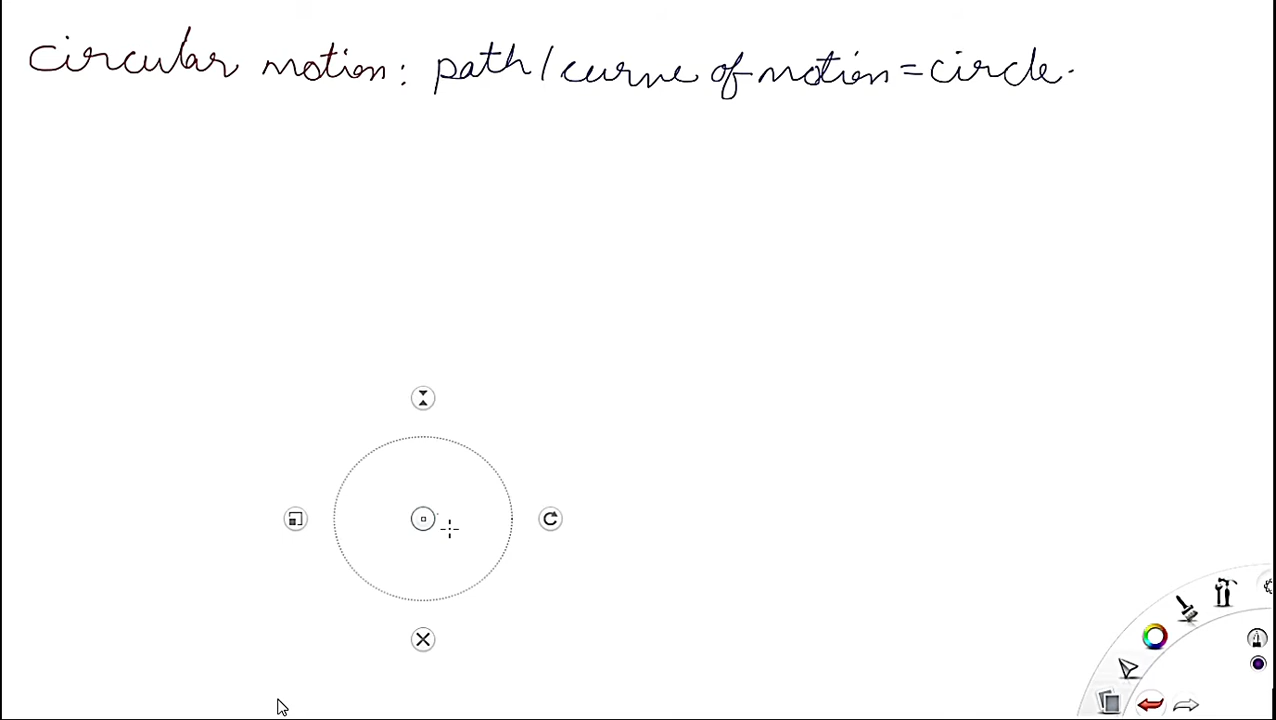 circular motion: path/curve of motion = circle.